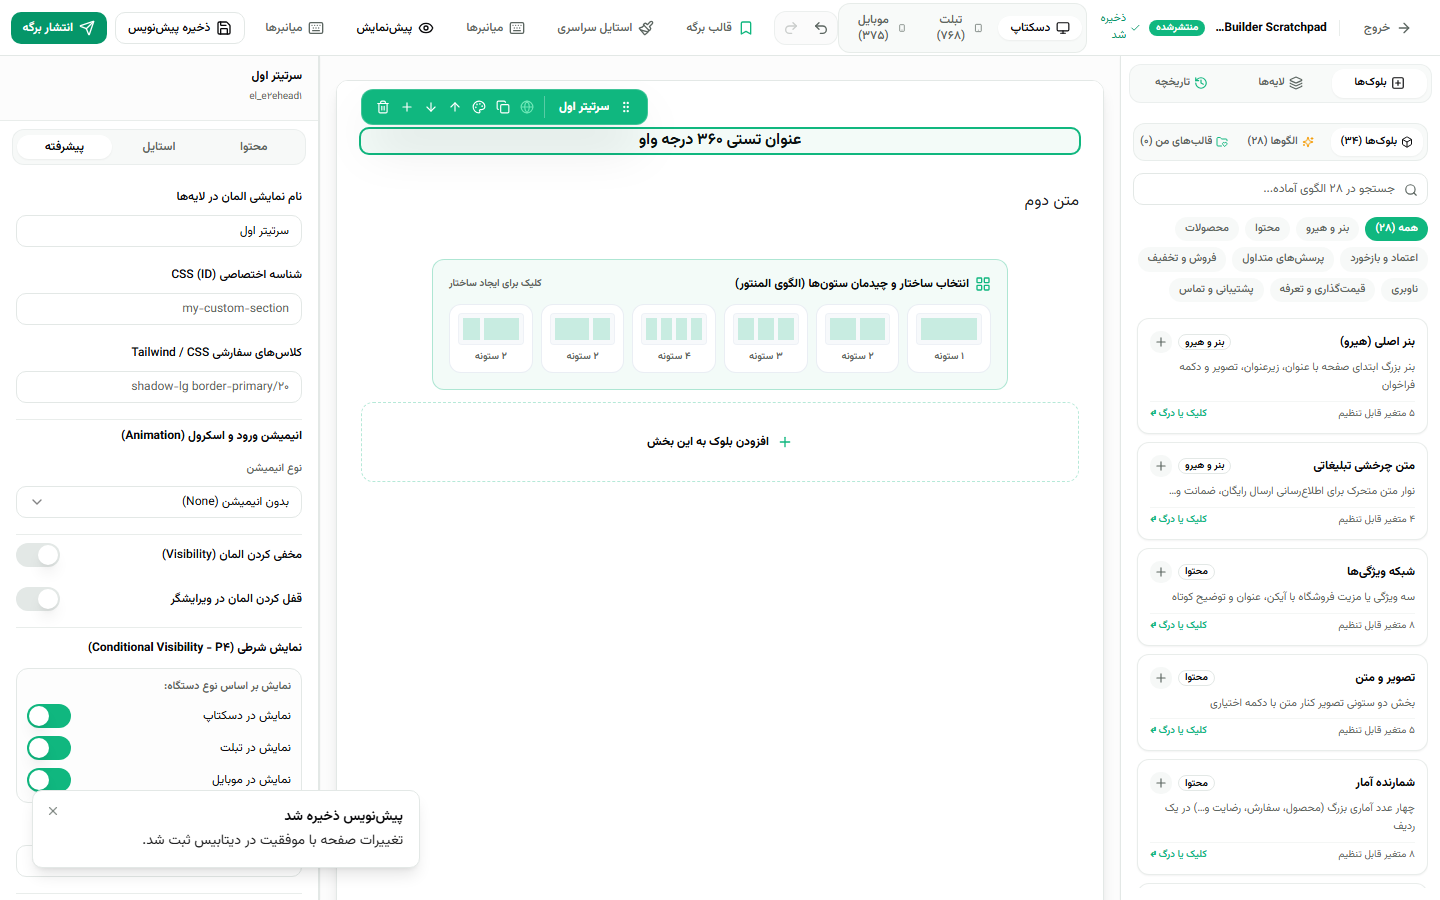 خروج
Builder Scratchpad...
منتشرشده
ذخیره شد
دسکتاپ
تبلت (۷۶۸)
موبایل (۳۷۵)
قالب برگه
استایل سراسری
میانبرها
پیش‌نمایش
میانبرها
ذخیره پیش‌نویس
انتشار برگه
بلوک‌ها
لایه‌ها
تاریخچه
بلوک‌ها (۳۴)
الگوها (۲۸)
قالب‌های من (۰)
جستجو در ۲۸ الگوی آماده...
همه (۲۸)
بنر و هیرو
محتوا
محصولات
اعتماد و بازخورد
پرسش‌های متداول
فروش و تخفیف
ناوبری
قیمت‌گذاری و تعرفه
پشتیبانی و تماس
بنر اصلی (هیرو)
بنر و هیرو
بنر بزرگ ابتدای صفحه با عنوان، زیرعنوان، تصویر و دکمه
فراخوان
۵ متغیر قابل تنظیم
کلیک یا درگ
متن چرخشی تبلیغاتی
بنر و هیرو
نوار متن متحرک برای اطلاع‌رسانی ارسال رایگان، ضمانت و...
۴ متغیر قابل تنظیم
کلیک یا درگ
شبکه ویژگی‌ها
محتوا
سه ویژگی یا مزیت فروشگاه با آیکن، عنوان و توضیح کوتاه
۸ متغیر قابل تنظیم
کلیک یا درگ
تصویر و متن
محتوا
بخش دو ستونی تصویر کنار متن با دکمه اختیاری
۵ متغیر قابل تنظیم
کلیک یا درگ
شمارنده آمار
محتوا
چهار عدد آماری بزرگ (محصول، سفارش، رضایت و...) در یک
ردیف
۸ متغیر قابل تنظیم
کلیک یا درگ
سرتیتر اول
عنوان تستی ۳۶۰ درجه واو
متن دوم
انتخاب ساختار و چیدمان ستون‌ها (الگوی المنتور)
کلیک برای ایجاد ساختار
۱ ستونه
۲ ستونه
۳ ستونه
۴ ستونه
۲ ستونه
۲ ستونه
افزودن بلوک به این بخش
سرتیتر اول
el_e۲ehead۱
محتوا
استایل
پیشرفته
نام نمایشی المان در لایه‌ها
سرتیتر اول
شناسه اختصاصی (ID) CSS
my-custom-section
کلاس‌های سفارشی Tailwind / CSS
shadow-lg border-primary/۲۰
انیمیشن ورود و اسکرول (Animation)
نوع انیمیشن
بدون انیمیشن (None)
مخفی کردن المان (Visibility)
قفل کردن المان در ویرایشگر
نمایش شرطی (Conditional Visibility - P۴)
نمایش بر اساس نوع دستگاه:
نمایش در دسکتاپ
نمایش در تبلت
نمایش در موبایل
پیش‌نویس ذخیره شد
تغییرات صفحه با موفقیت در دیتابیس ثبت شد.